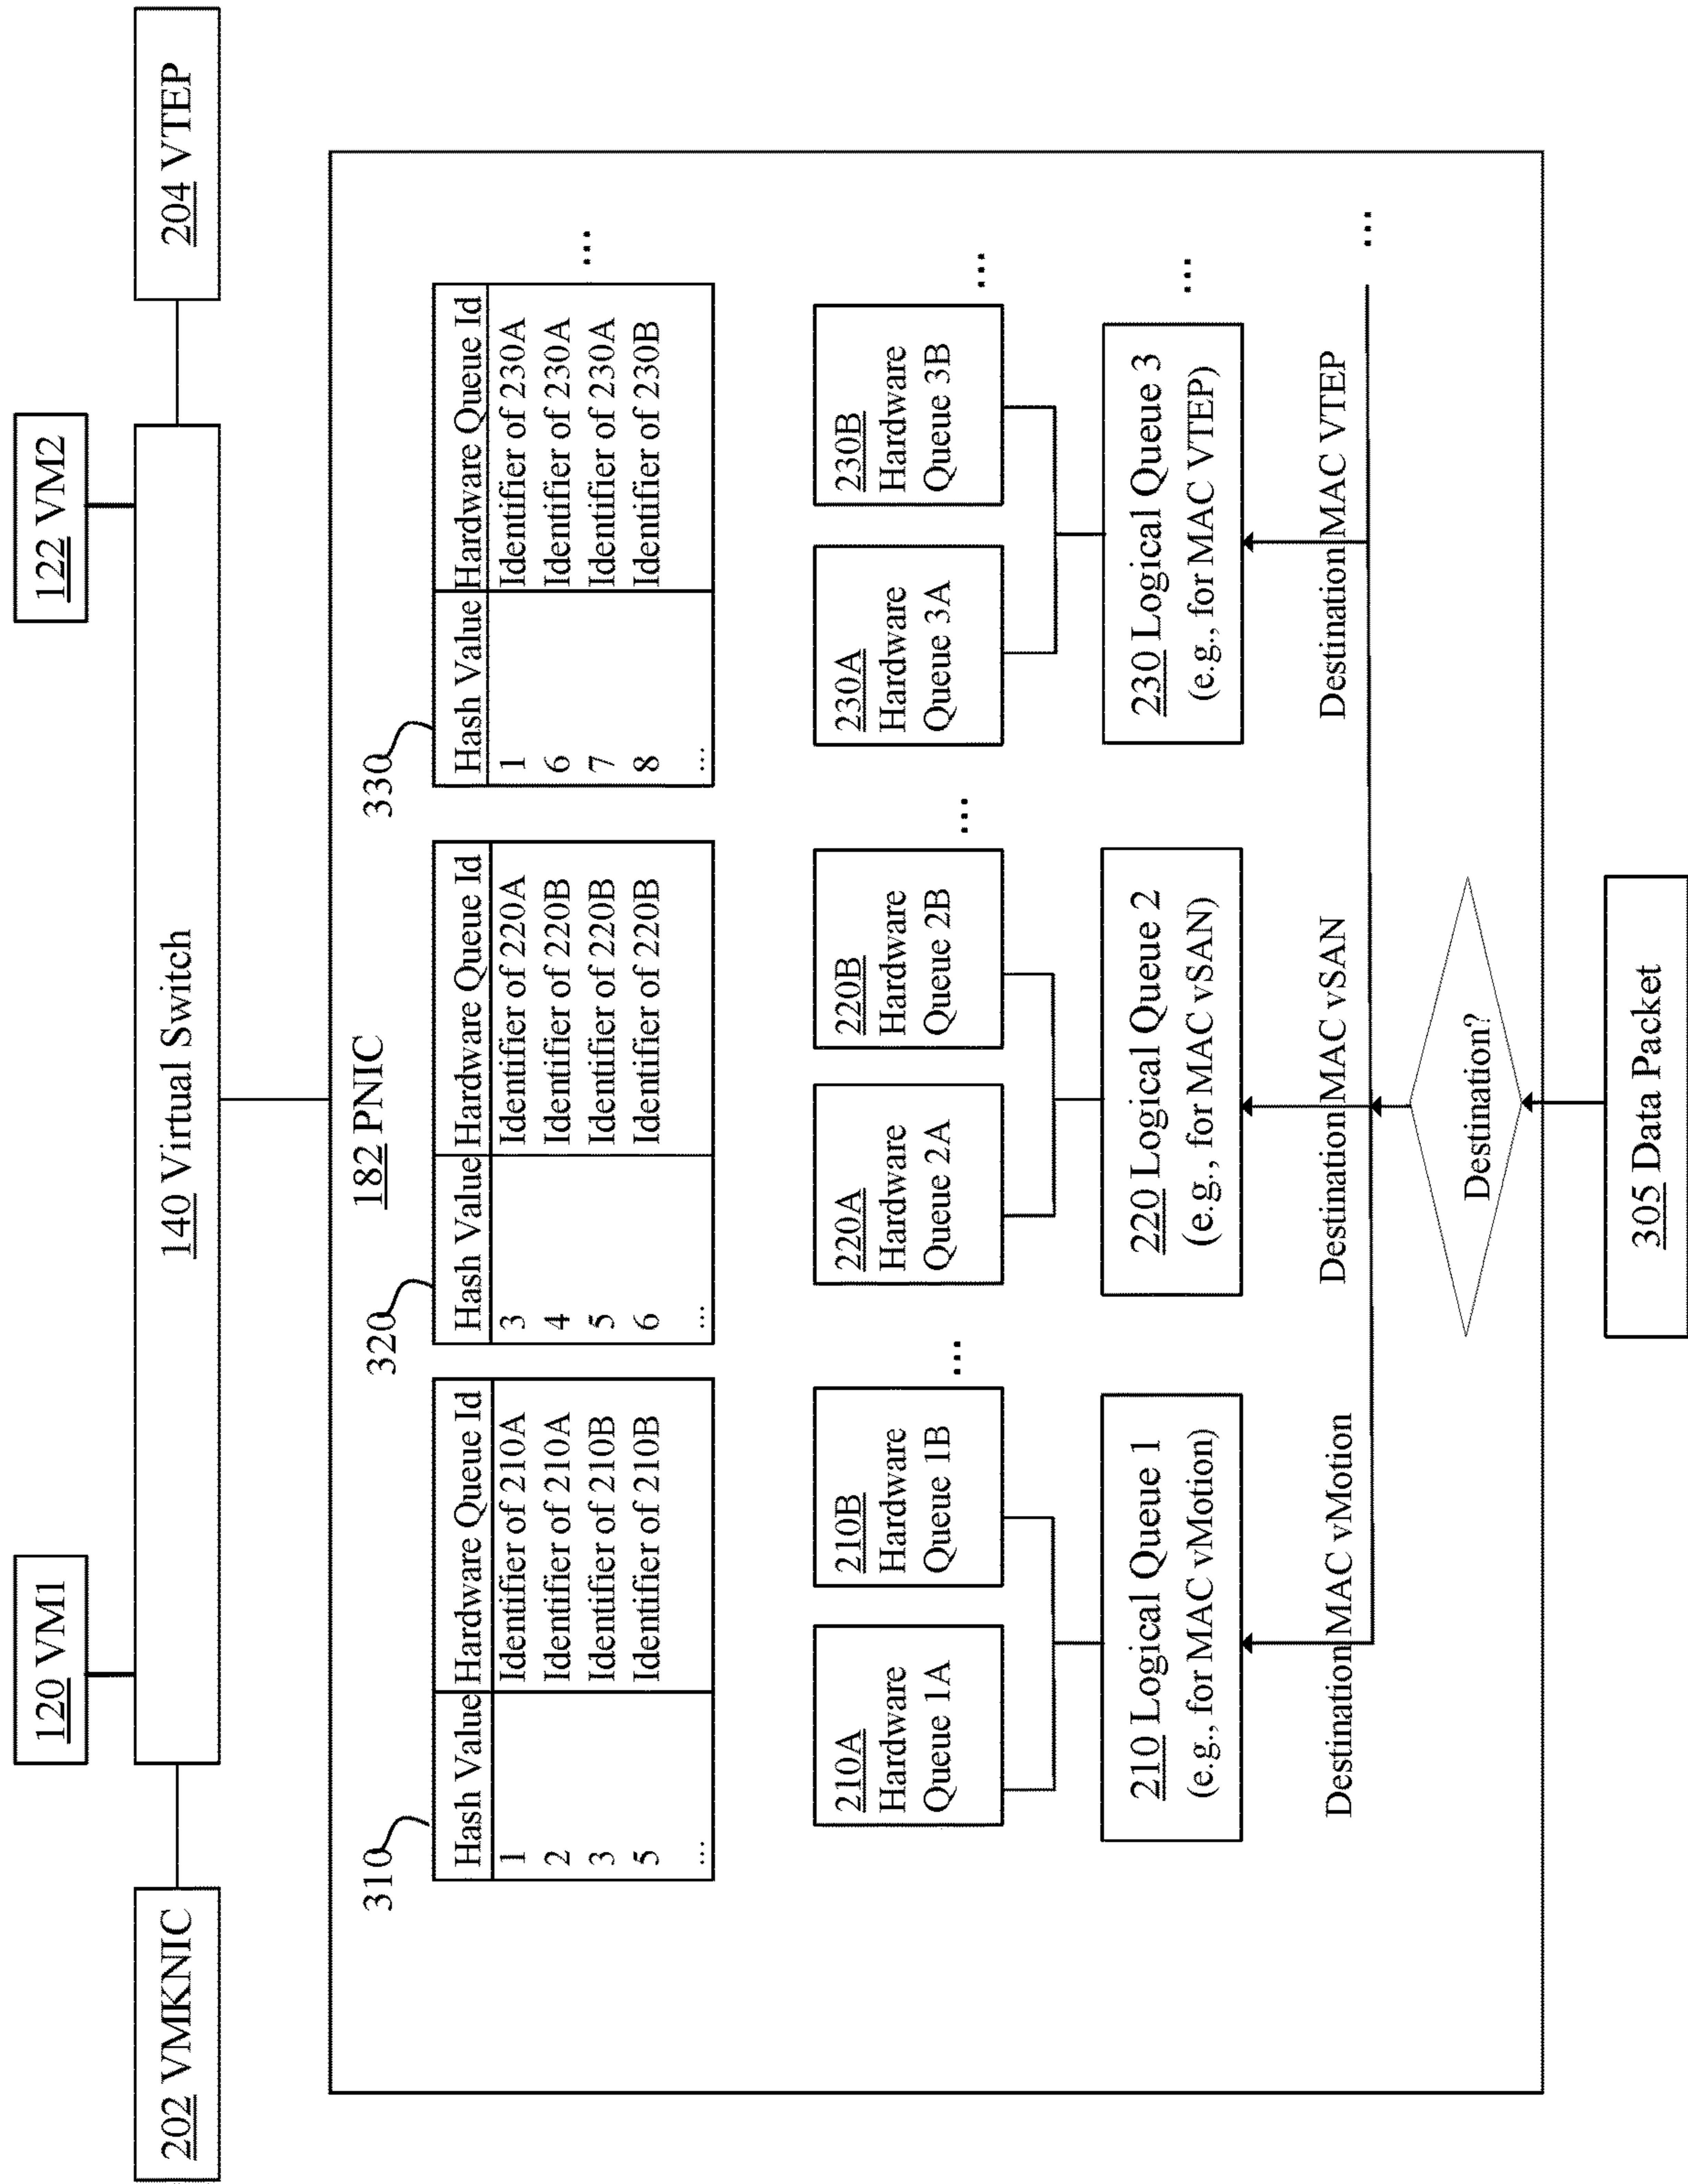 120 VM1
122 VM2
202 VMKNIC
140 Virtual Switch
204 VTEP
182 PNIC
310
320
330
Hash Value Hardware Queue Id
1 Identifier of 210A
2 Identifier of 210A
3 Identifier of 210B
5 Identifier of 210B
...
Hash Value Hardware Queue Id
3 Identifier of 220A
4 Identifier of 220B
5 Identifier of 220B
6 Identifier of 220B
...
Hash Value Hardware Queue Id
1 Identifier of 230A
6 Identifier of 230A
7 Identifier of 230A
8 Identifier of 230B
...
...
210A
Hardware
Queue 1A
210B
Hardware
Queue 1B
...
220A
Hardware
Queue 2A
220B
Hardware
Queue 2B
...
230A
Hardware
Queue 3A
230B
Hardware
Queue 3B
...
210 Logical Queue 1
(e.g., for MAC vMotion)
220 Logical Queue 2
(e.g., for MAC vSAN)
230 Logical Queue 3
(e.g., for MAC VTEP)
...
Destination MAC vMotion
Destination MAC vSAN
Destination MAC VTEP
...
Destination?
305 Data Packet